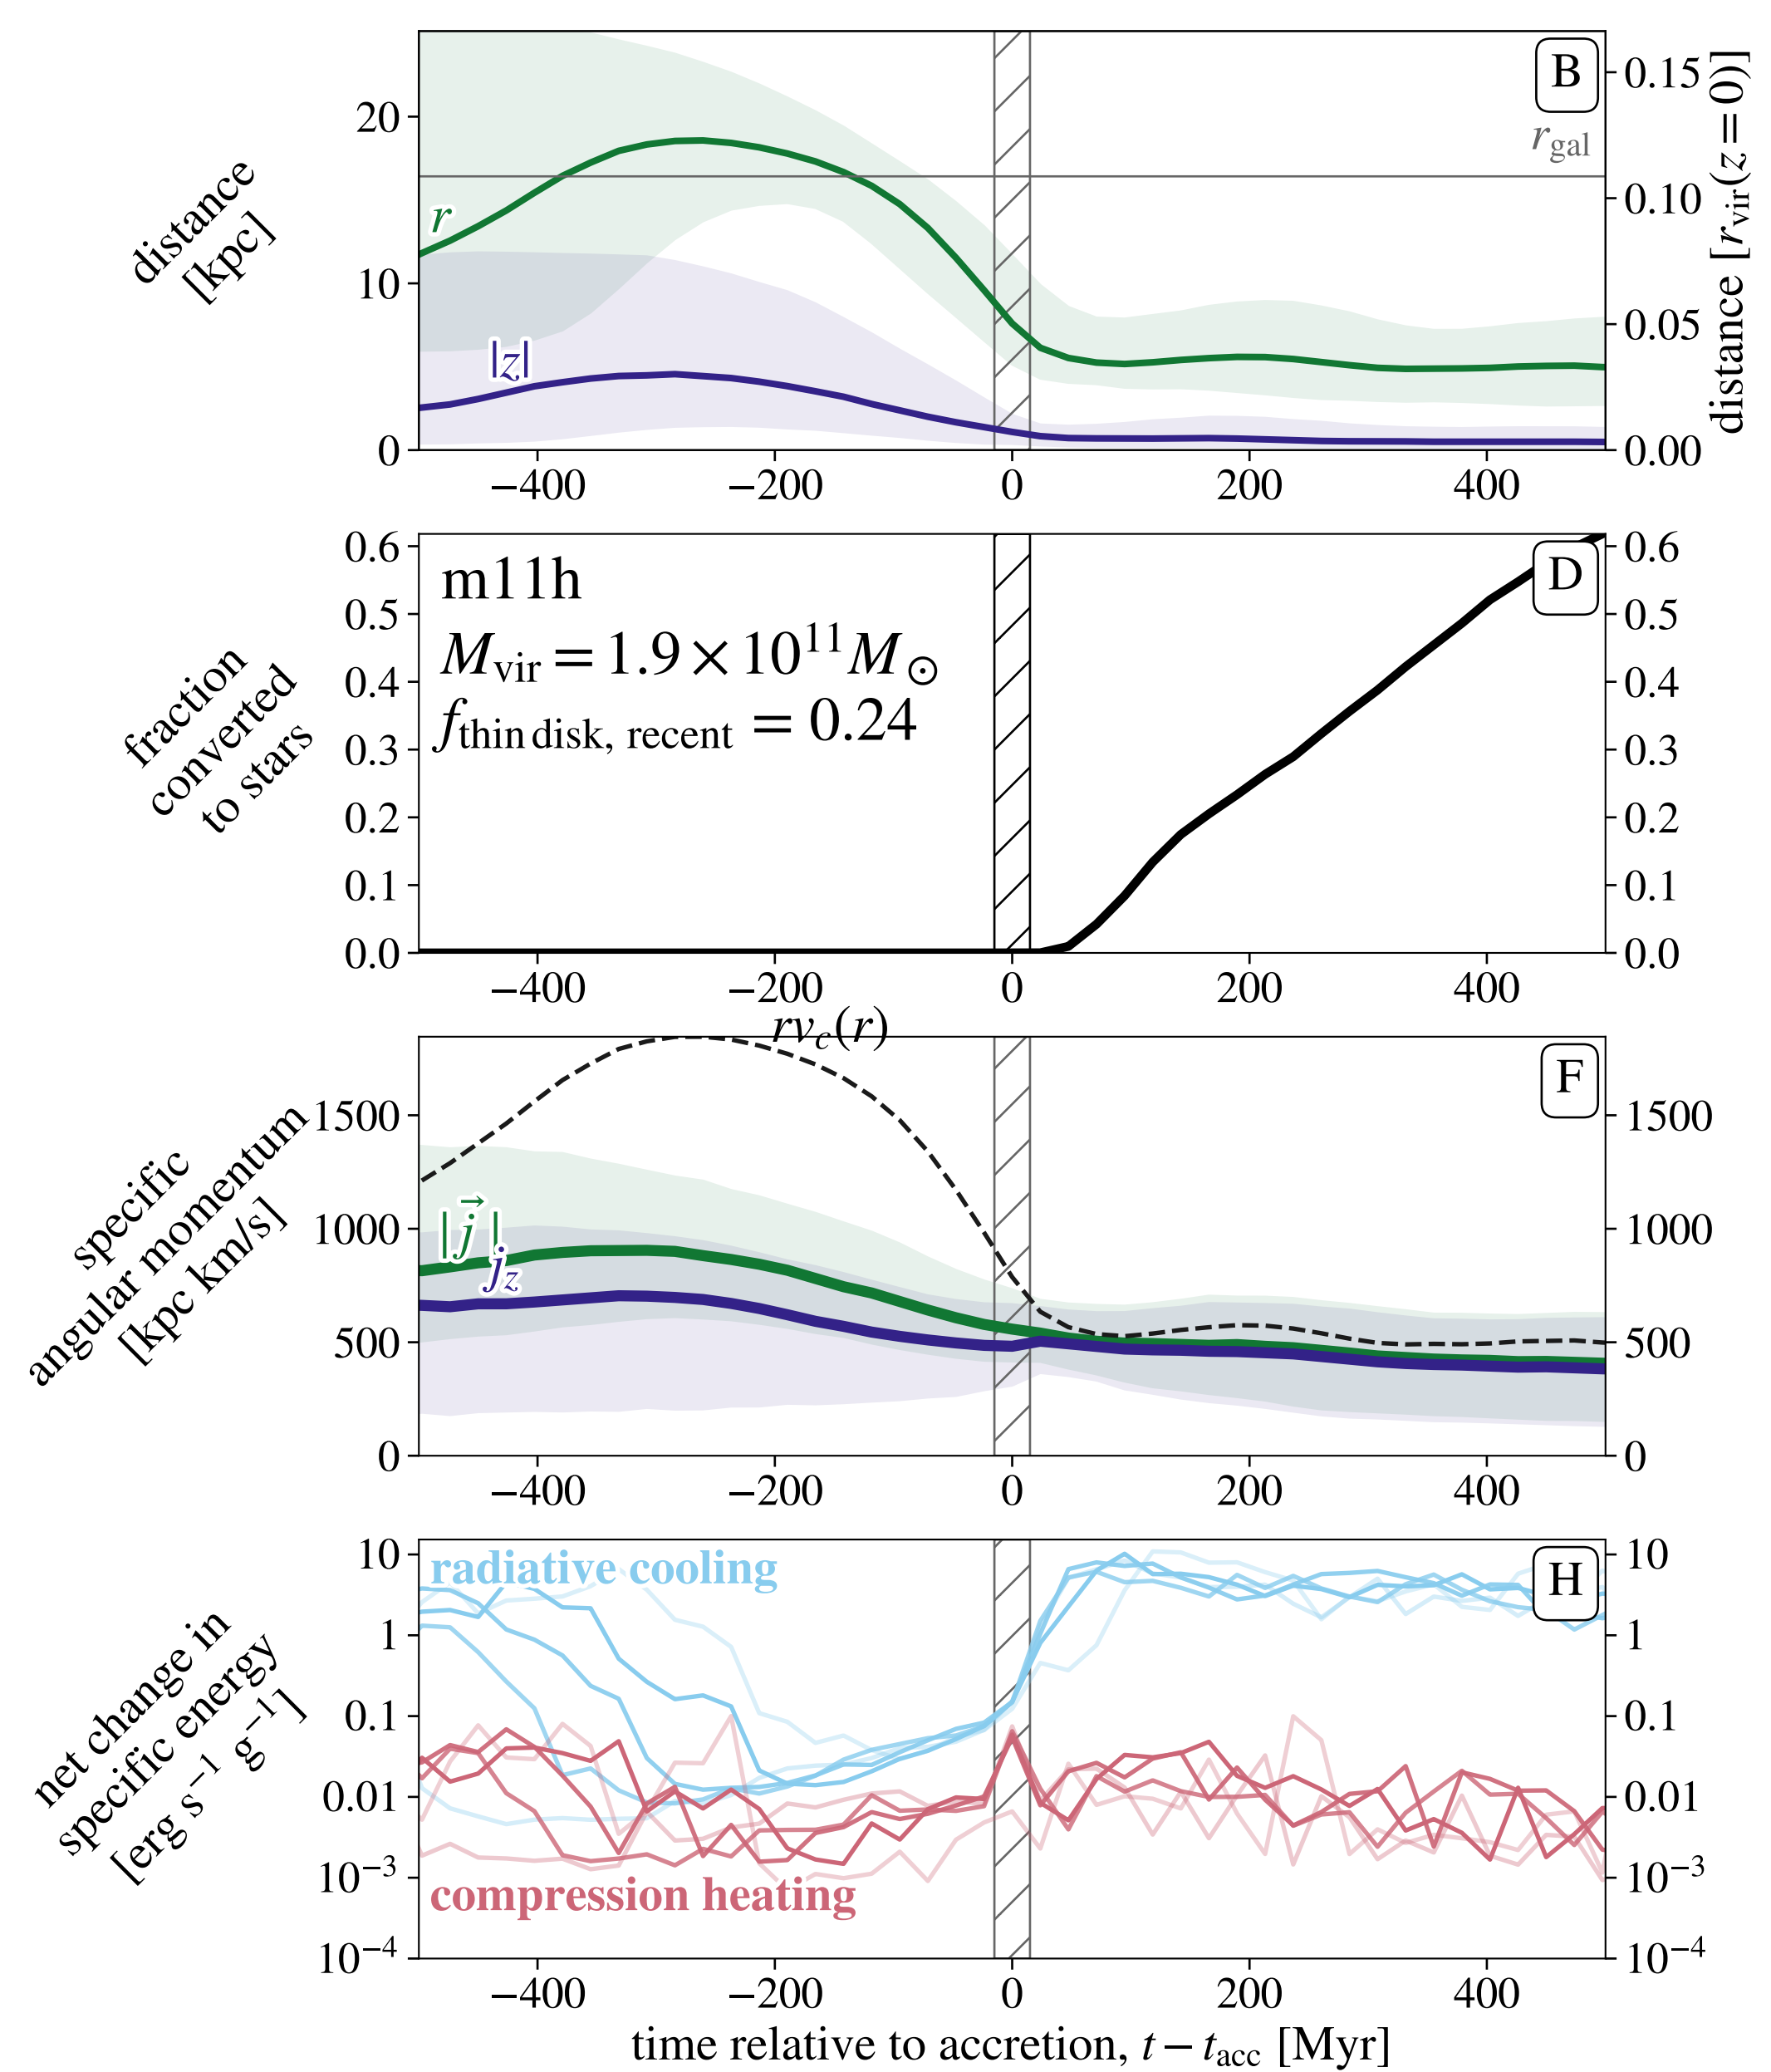 distance
[kpc]
20
10
0
B
r_gal
r
|z|
0.15
0.10
0.05
0.00
distance [r_vir(z = 0)]
−400 −200 0 200 400
fraction
converted
to stars
0.6
0.5
0.4
0.3
0.2
0.1
0.0
m11h
M_vir = 1.9 × 10^11 M_⊙
f_thin disk, recent = 0.24
D
0.6
0.5
0.4
0.3
0.2
0.1
0.0
−400 −200 0 200 400
rv_c(r)
specific
angular momentum
[kpc km/s]
1500
1000
500
0
|j⃗|
j_z
F
1500
1000
500
0
−400 −200 0 200 400
net change in
specific energy
[erg s^−1 g^−1]
10
1
0.1
0.01
10^−3
10^−4
radiative cooling
compression heating
H
10
1
0.1
0.01
10^−3
10^−4
−400 −200 0 200 400
time relative to accretion, t − t_acc [Myr]